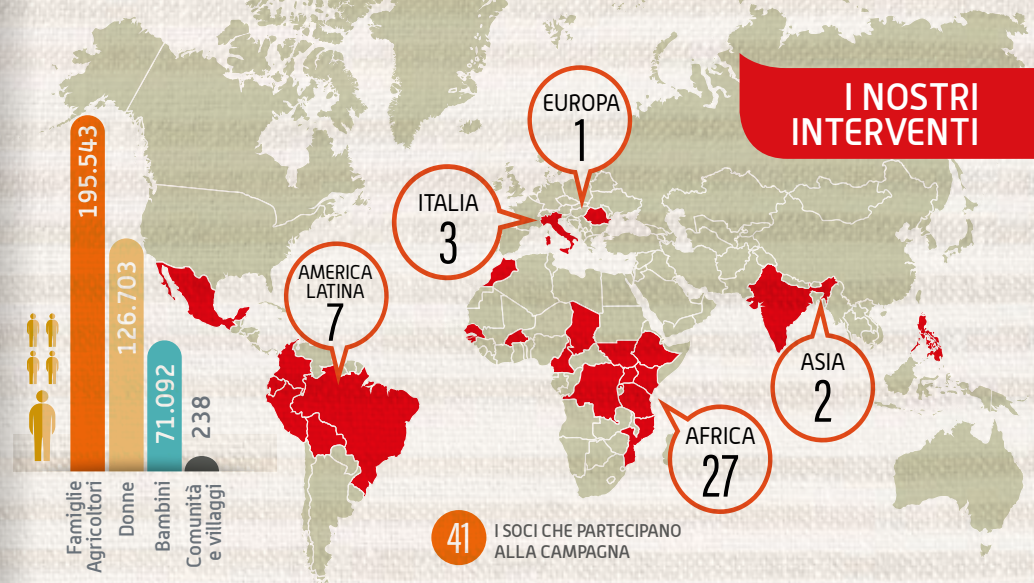 I NOSTRI
INTERVENTI
EUROPA
1
ITALIA
3
AMERICA
LATINA
7
ASIA
2
AFRICA
27
195.543
126.703
71.092
238
Famiglie
Agricoltori
Donne
Bambini
Comunità
e villaggi
41
I SOCI CHE PARTECIPANO
ALLA CAMPAGNA